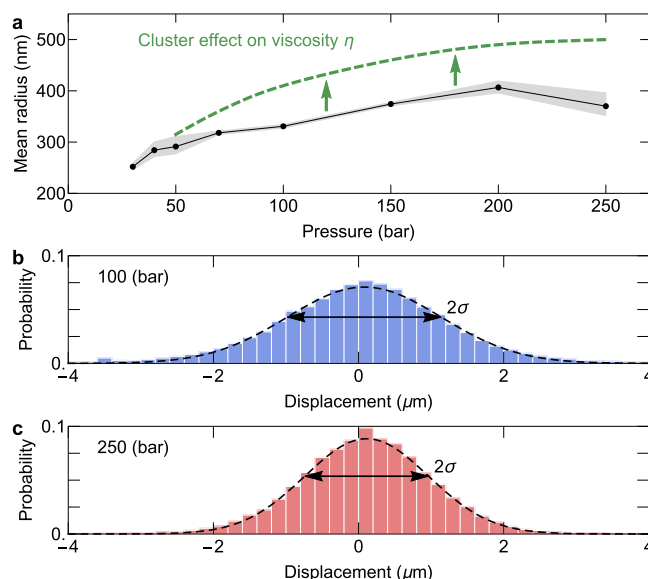 a
Cluster effect on viscosity η
Mean radius (nm)
500
400
300
200
0
50
100
150
200
250
Pressure (bar)
b
100 (bar)
2σ
Probability
0.1
0.
−4
−2
0
2
4
Displacement (μm)
c
250 (bar)
2σ
Probability
0.1
0.
−4
−2
0
2
4
Displacement (μm)